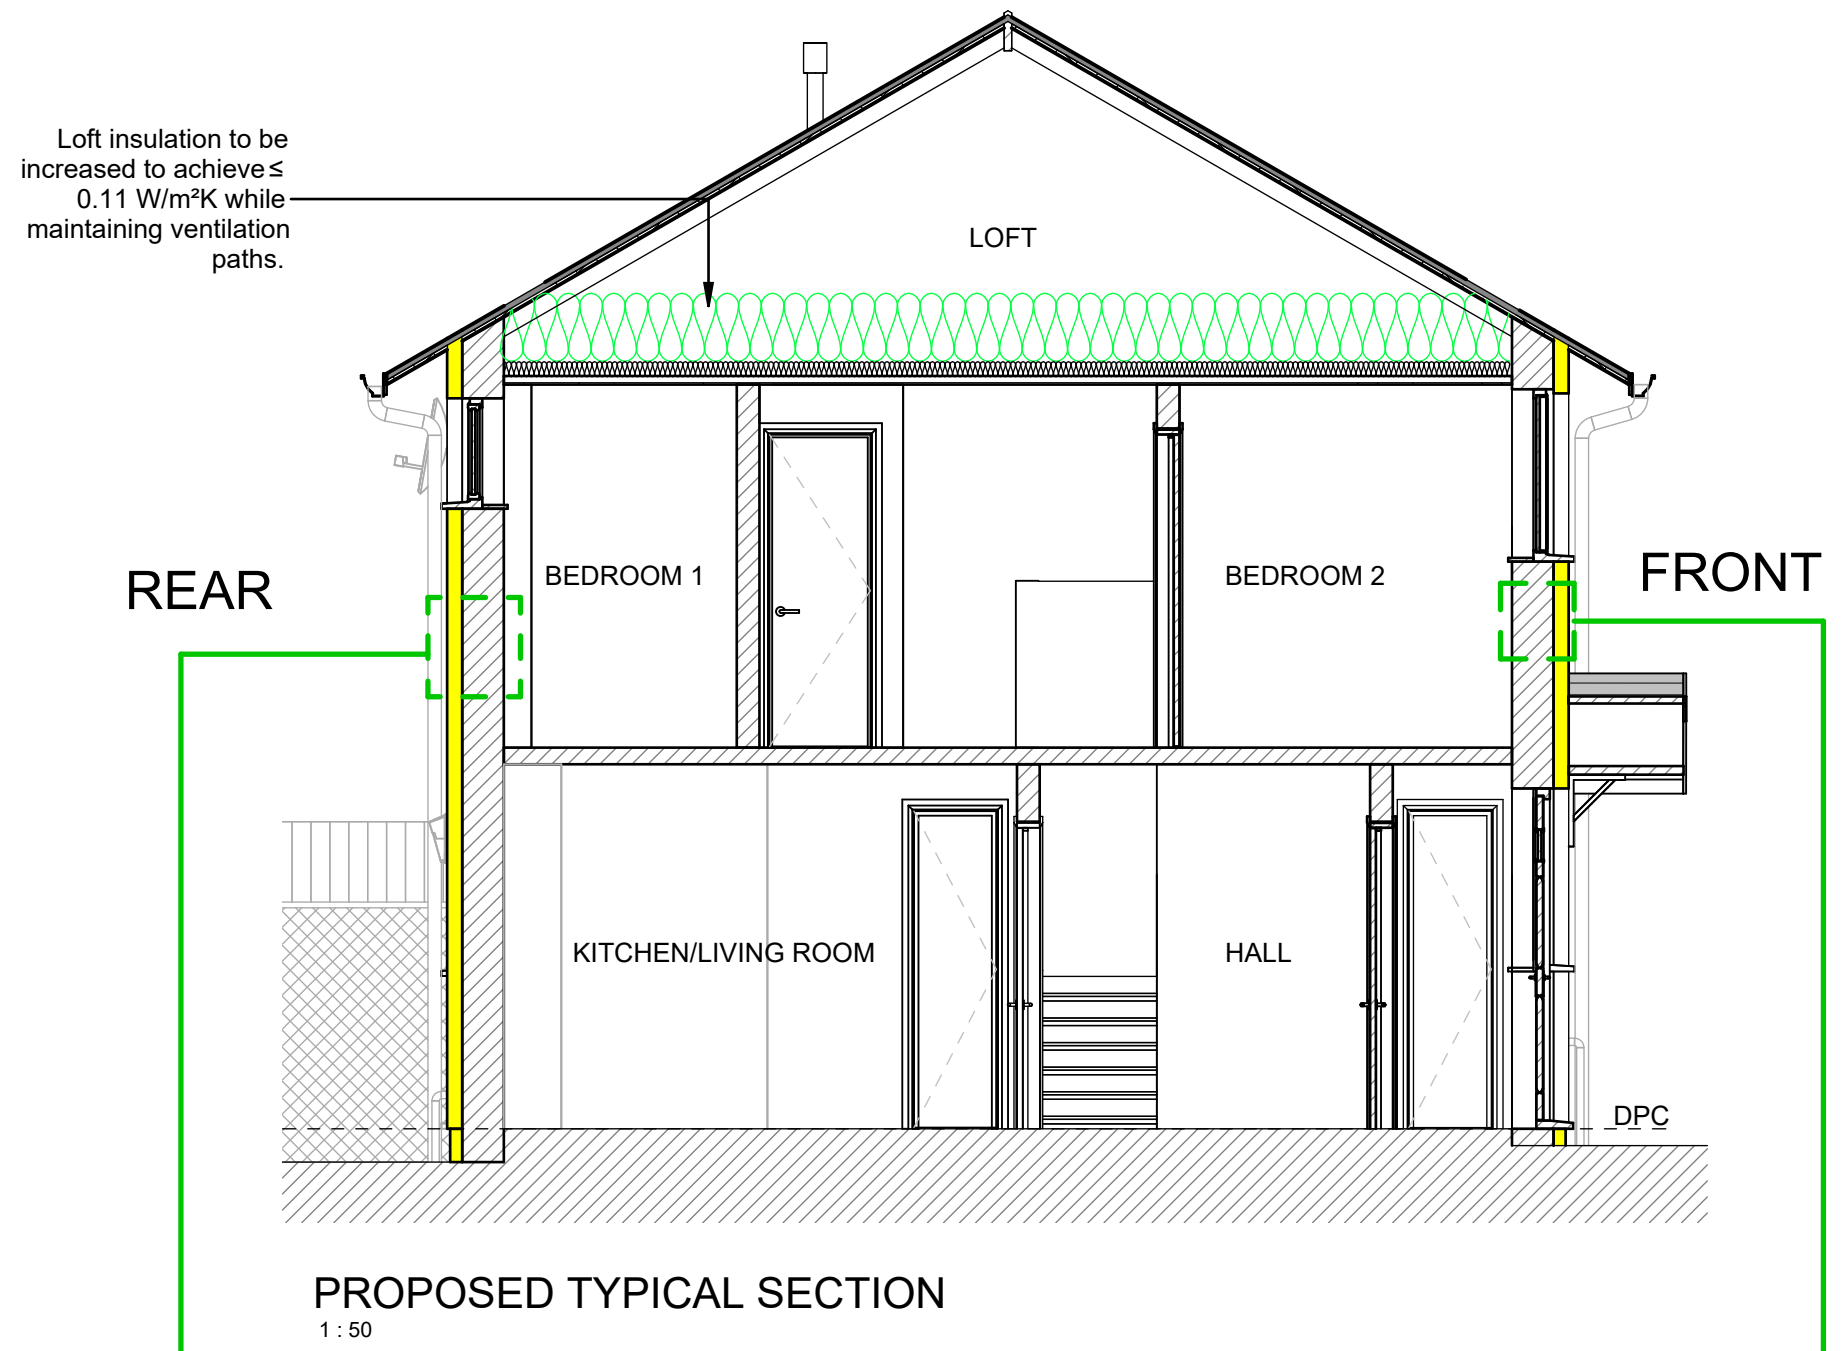 Loft insulation to be
increased to achieve ≤
0.11 W/m²K while
maintaining ventilation
paths.
LOFT
REAR
BEDROOM 1
BEDROOM 2
FRONT
KITCHEN/LIVING ROOM
HALL
DPC
PROPOSED TYPICAL SECTION
1 : 50